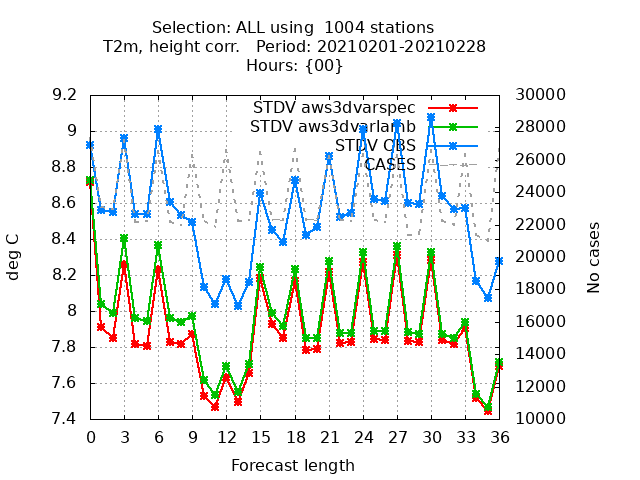 Selection: ALL using  1004 stations
T2m, height corr.   Period: 20210201-20210228
Hours: {00}
STDV aws3dvarspec
STDV aws3dvarlamb
STDV OBS
CASES
deg C
9.2
9
8.8
8.6
8.4
8.2
8
7.8
7.6
7.4
No cases
30000
28000
26000
24000
22000
20000
18000
16000
14000
12000
10000
0 3 6 9 12 15 18 21 24 27 30 33 36
Forecast length